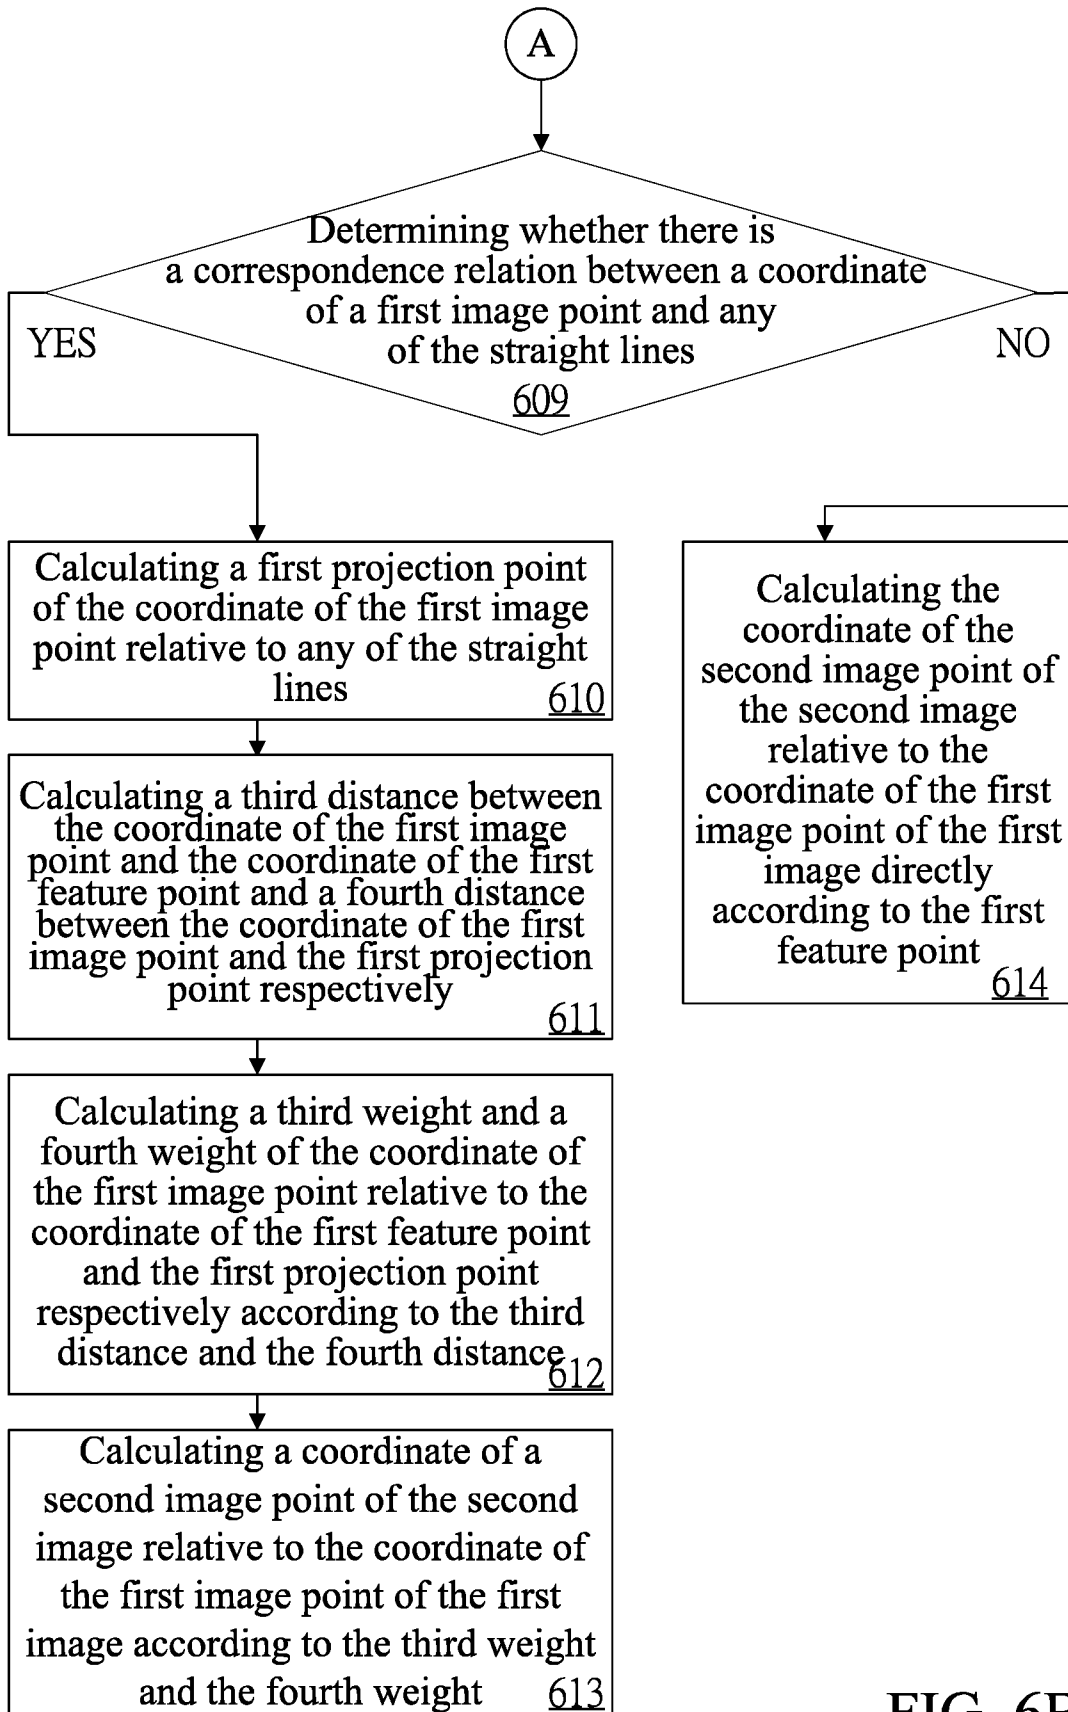 A
Determining whether there is
a correspondence relation between a coordinate
of a first image point and any
of the straight lines
609
YES
NO
Calculating a first projection point
of the coordinate of the first image
point relative to any of the straight
lines
610
Calculating a third distance between
the coordinate of the first image
point and the coordinate of the first
feature point and a fourth distance
between the coordinate of the first
image point and the first projection
point respectively
611
Calculating a third weight and a
fourth weight of the coordinate of
the first image point relative to the
coordinate of the first feature point
and the first projection point
respectively according to the third
distance and the fourth distance
612
Calculating a coordinate of a
second image point of the second
image relative to the coordinate of
the first image point of the first
image according to the third weight
and the fourth weight
613
Calculating the
coordinate of the
second image point of
the second image
relative to the
coordinate of the first
image point of the first
image directly
according to the first
feature point
614
FIG. 6B